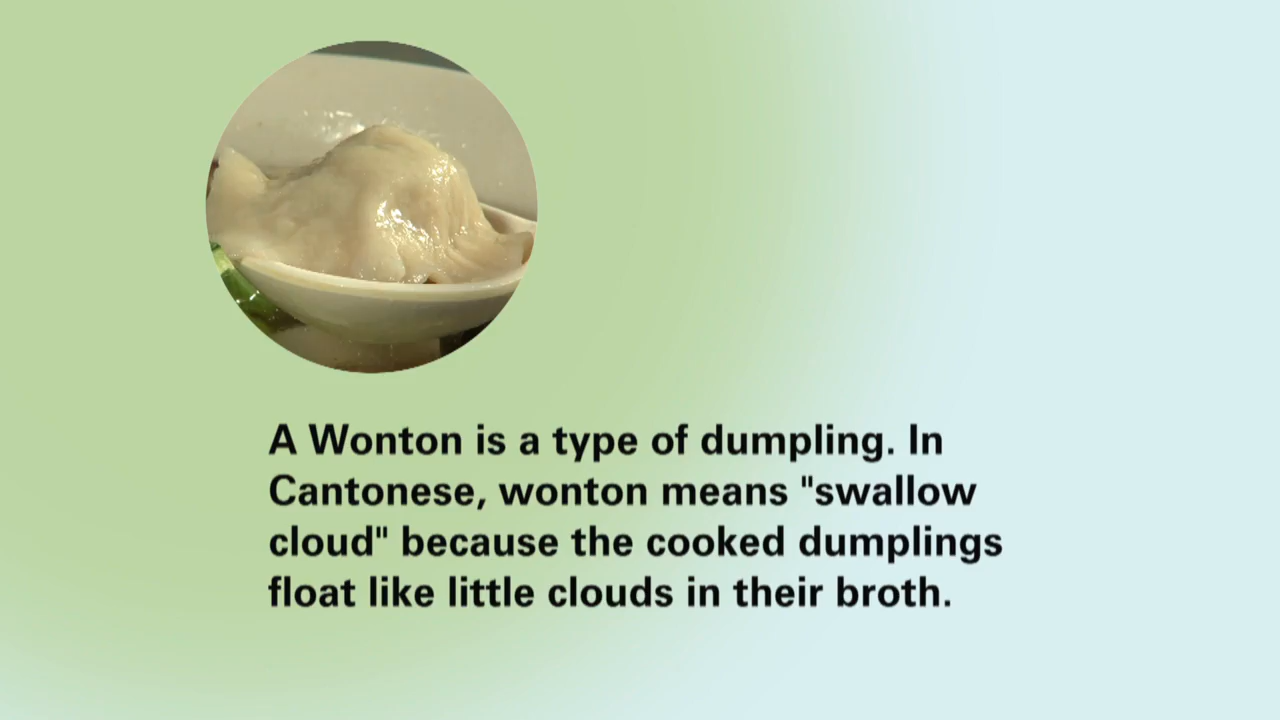 A Wonton is a type of dumpling. In
Cantonese, wonton means "swallow
cloud" because the cooked dumplings
float like little clouds in their broth.